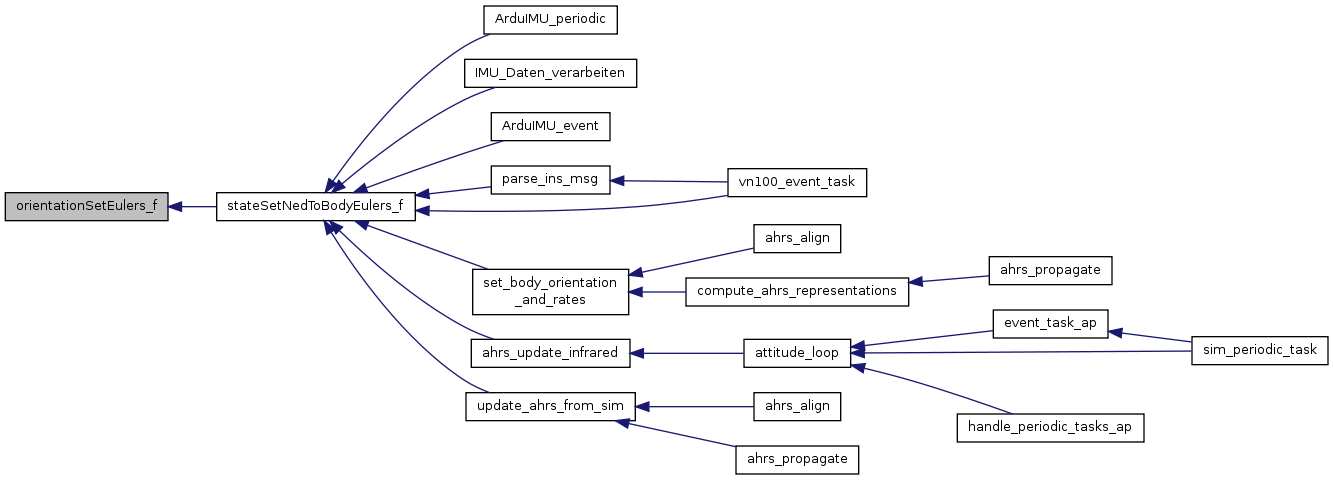 ArduIMU_periodic
IMU_Daten_verarbeiten
ArduIMU_event
parse_ins_msg
vn100_event_task
orientationSetEulers_f
stateSetNedToBodyEulers_f
ahrs_align
set_body_orientation
_and_rates
compute_ahrs_representations
ahrs_propagate
event_task_ap
ahrs_update_infrared
attitude_loop
sim_periodic_task
update_ahrs_from_sim
ahrs_align
handle_periodic_tasks_ap
ahrs_propagate